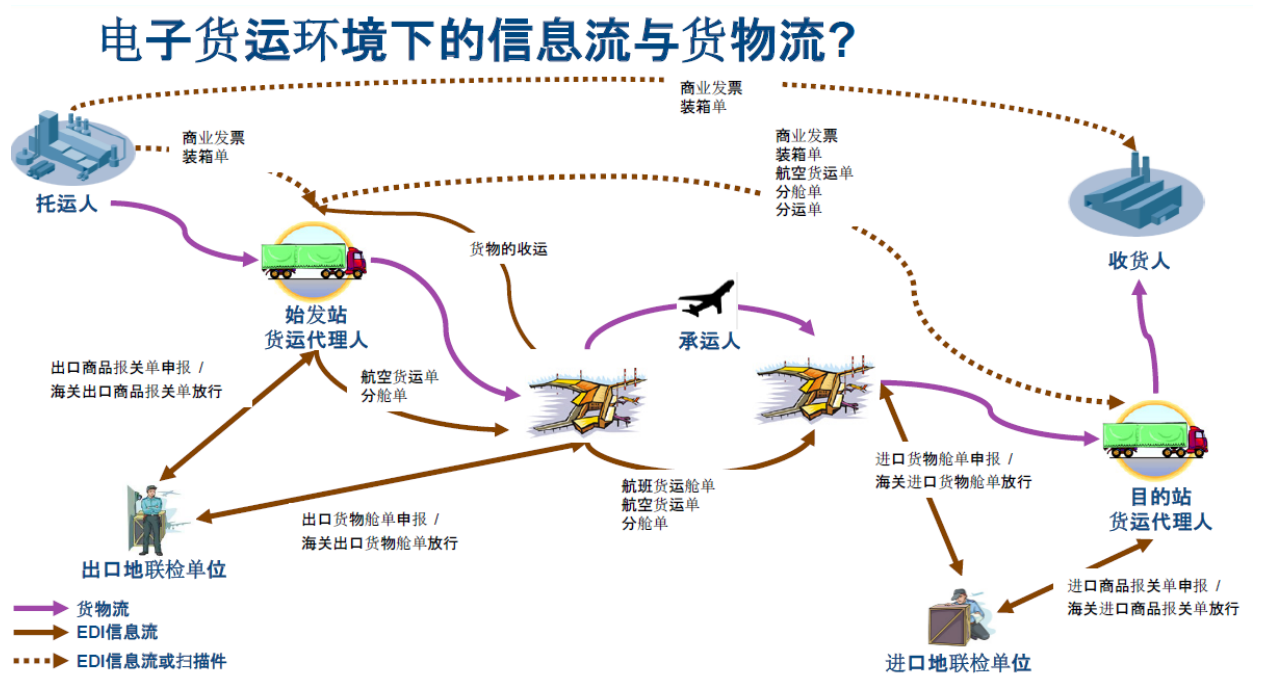 电子货运环境下的信息流与货物流?
商业发票
装箱单
商业发票
装箱单
商业发票
装箱单
航空货运单
分舱单
分运单
托运人
收货人
货物的收运
始发站
货运代理人
承运人
出口商品报关单申报 /
海关出口商品报关单放行
航空货运单
分舱单
进口货物舱单申报 /
海关进口货物舱单放行
航班货运舱单
航空货运单
分舱单
目的站
货运代理人
出口货物舱单申报 /
海关出口货物舱单放行
出口地联检单位
进口商品报关单申报 /
海关进口商品报关单放行
进口地联检单位
货物流
EDI信息流
EDI信息流或扫描件